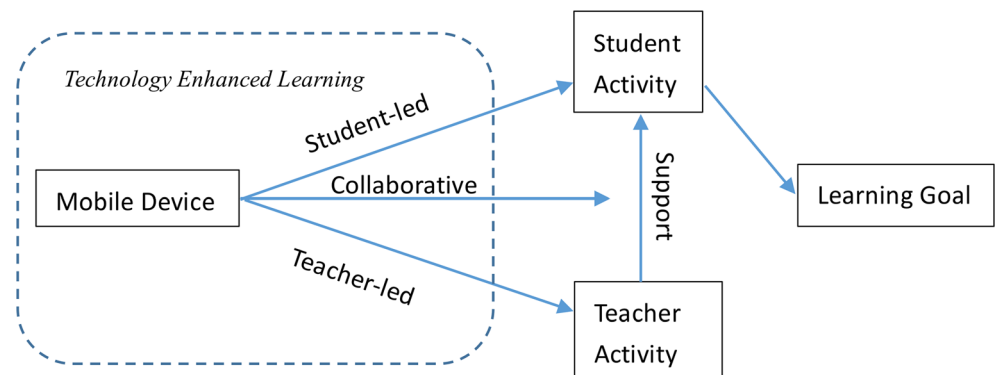 Technology Enhanced Learning
Student
Activity
Student-led
Mobile Device
Collaborative
Support
Learning Goal
Teacher-led
Teacher
Activity